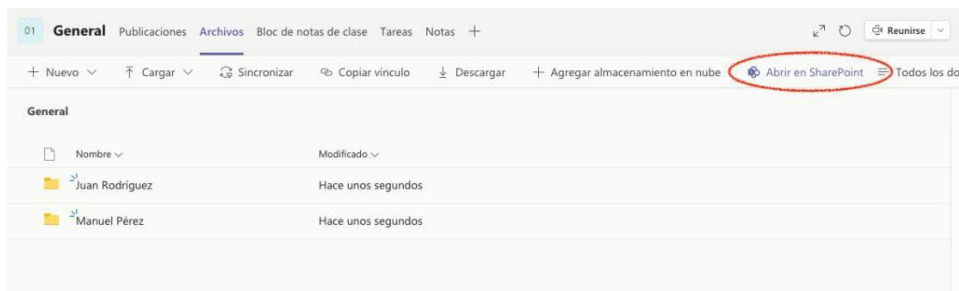 01 General Publicaciones Archivos Bloc de notas de clase Tareas Notas Reunirse
Nuevo Cargar Sincronizar Copiar vínculo Descargar Agregar almacenamiento en nube Abrir en SharePoint Todos los do
General
Nombre Modificado
Juan Rodríguez Hace unos segundos
Manuel Pérez Hace unos segundos